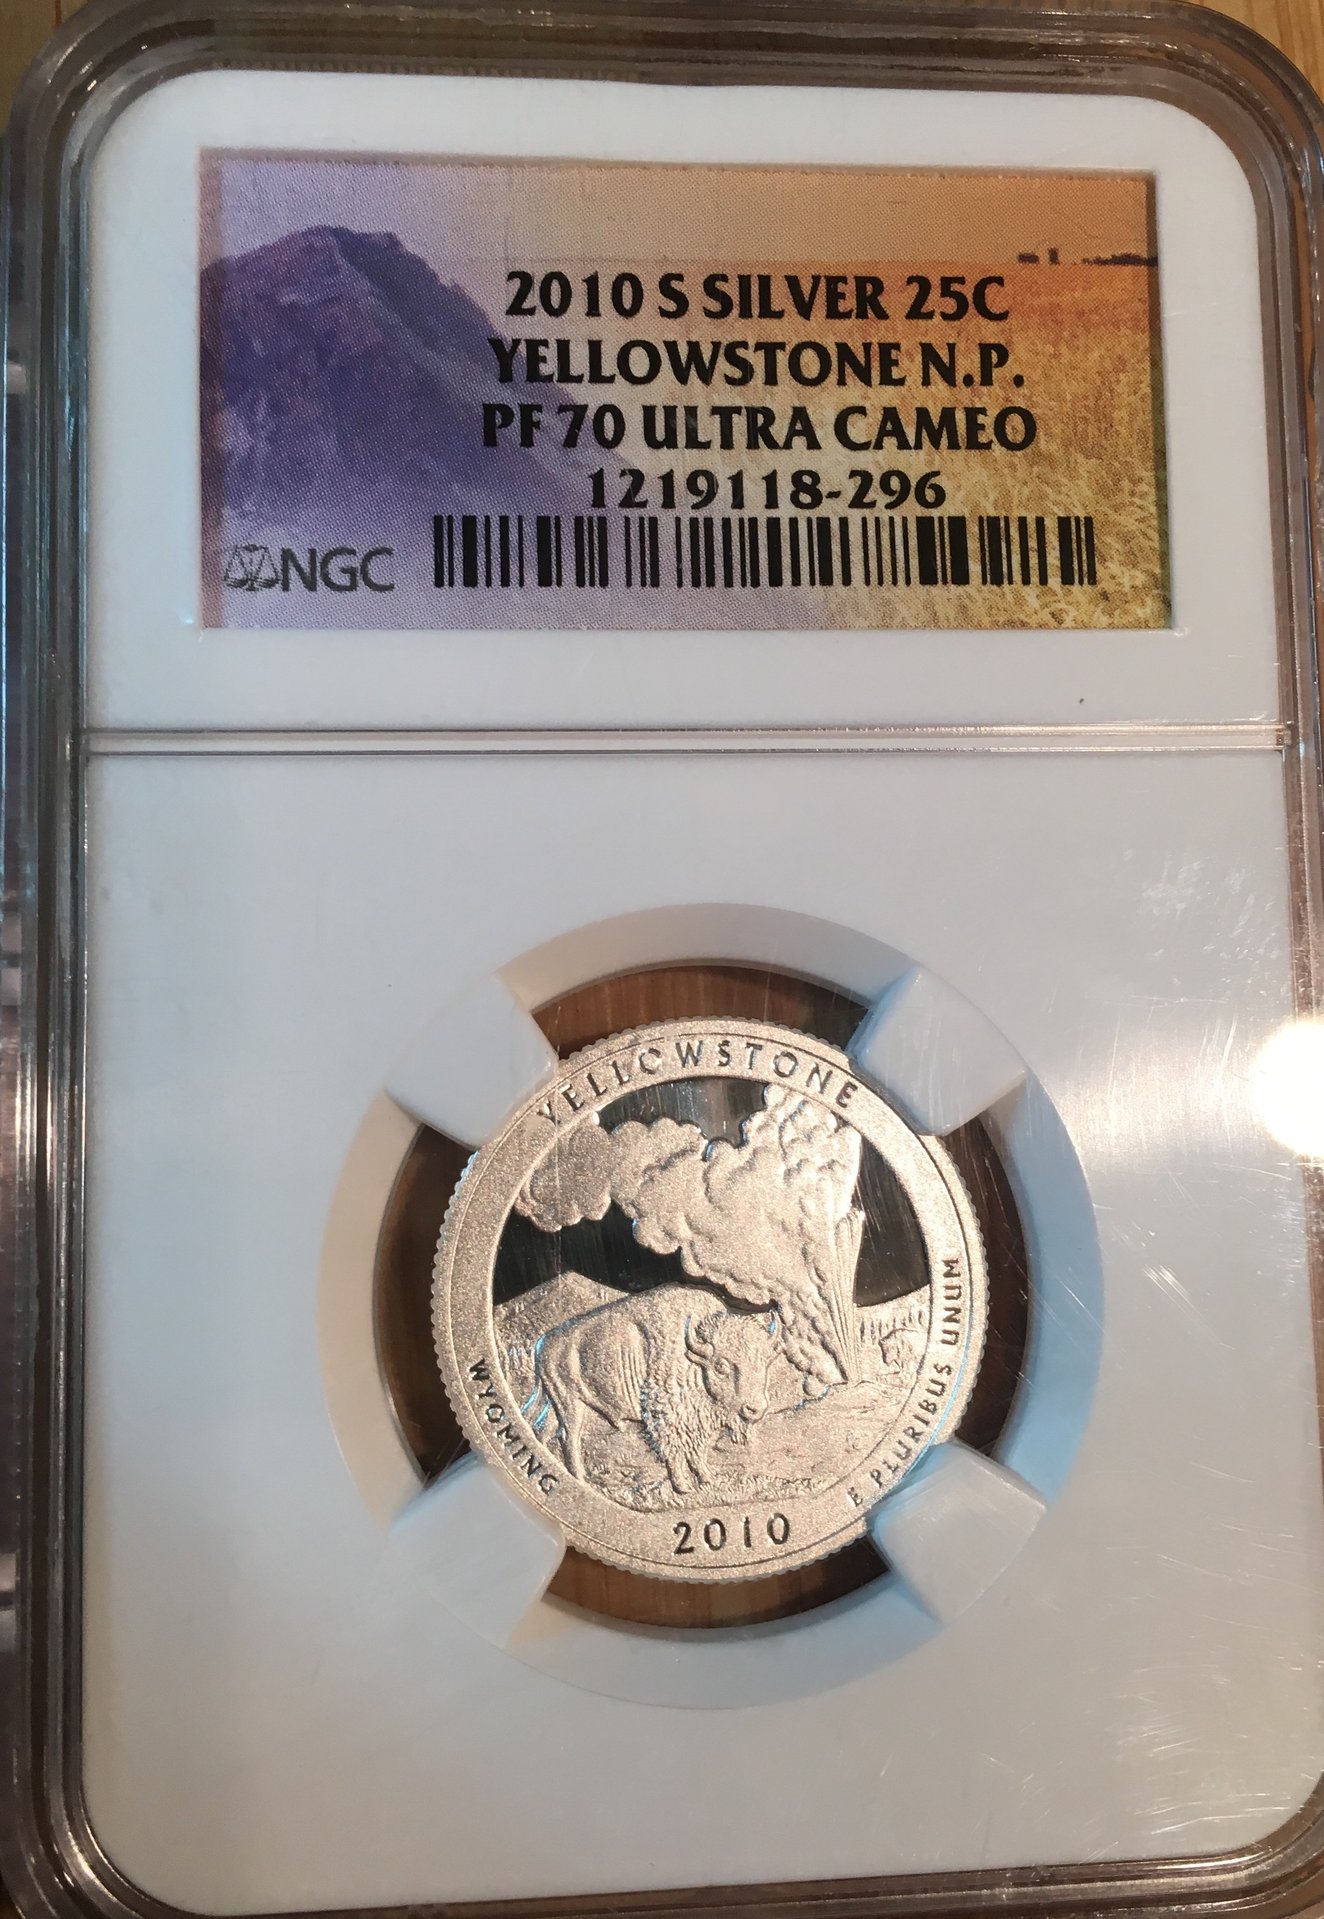 2010 S SILVER 25C
YELLOWSTONE N.P.
PF 70 ULTRA CAMEO
1219118-296
NGC
YELLOWSTONE
WYOMING
E PLURIBUS UNUM
2010